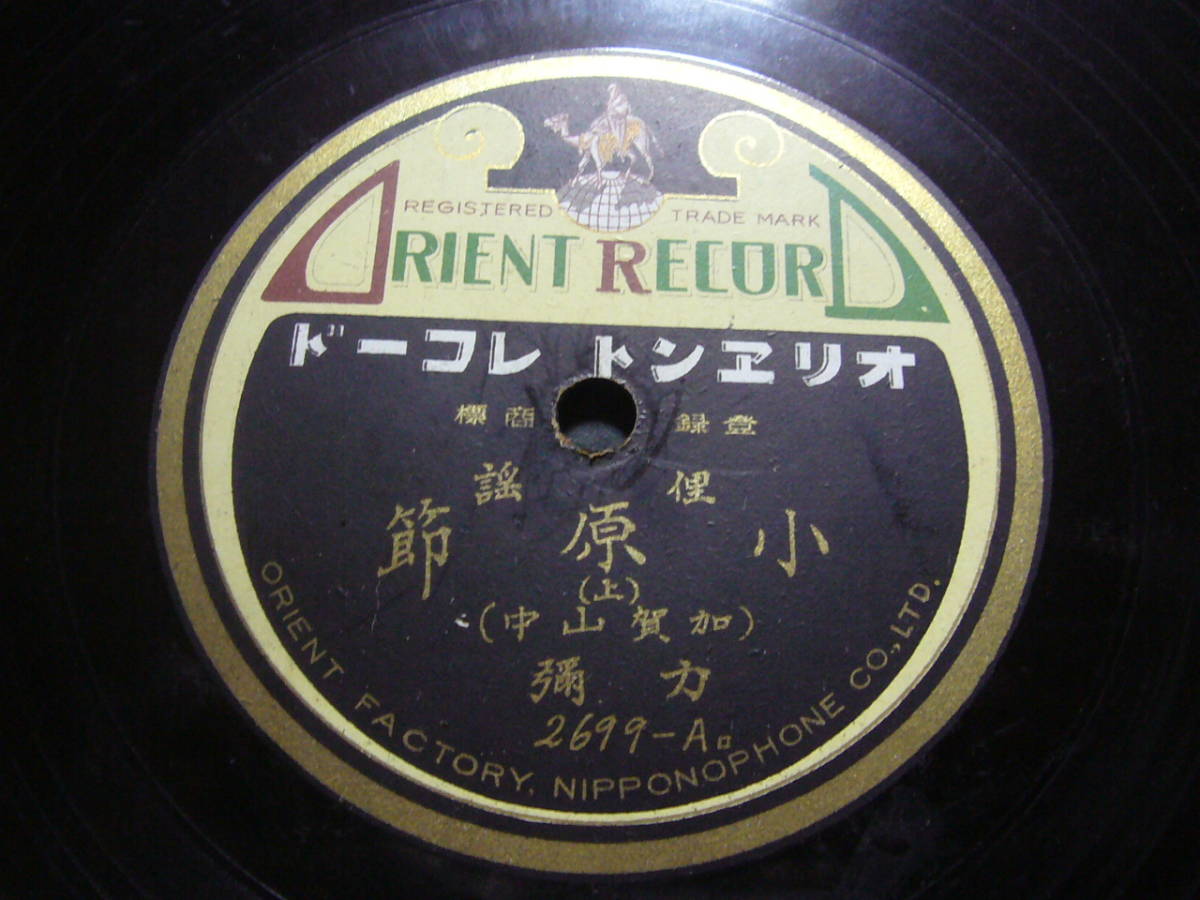 REGISTERED TRADE MARK
ORIENT RECORD
オリヱント レコード
登録商標
俚謡
小原節
(上)
(加賀山中)
力彌
2699-A
ORIENT FACTORY, NIPPONOPHONE CO., LTD.